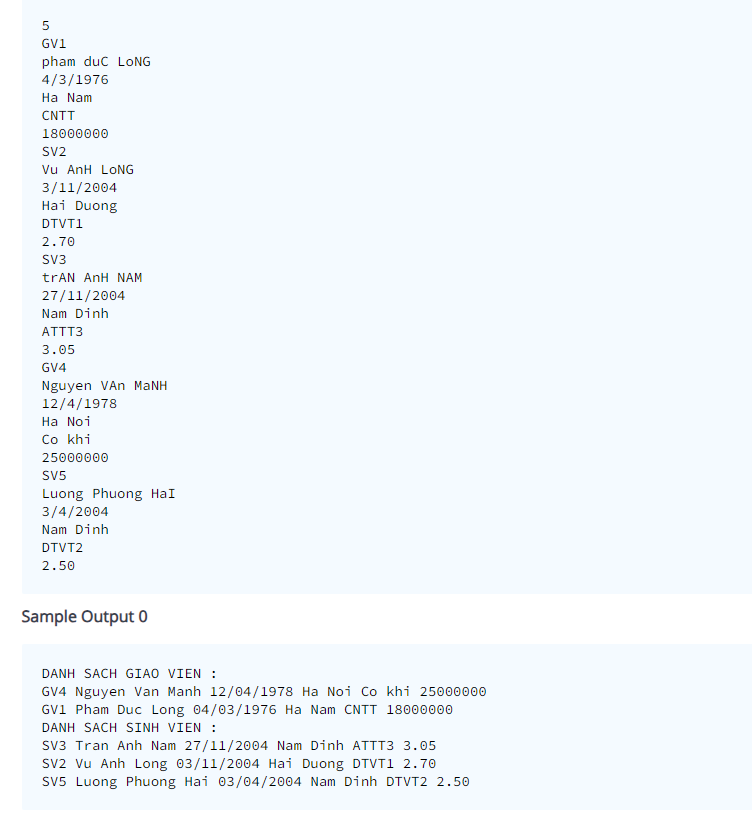 5
GV1
pham duC LoNG
4/3/1976
Ha Nam
CNTT
18000000
SV2
Vu AnH LoNG
3/11/2004
Hai Duong
DTVT1
2.70
SV3
trAN AnH NAM
27/11/2004
Nam Dinh
ATTT3
3.05
GV4
Nguyen VAn MaNH
12/4/1978
Ha Noi
Co khi
25000000
SV5
Luong Phuong HaI
3/4/2004
Nam Dinh
DTVT2
2.50
Sample Output 0
DANH SACH GIAO VIEN :
GV4 Nguyen Van Manh 12/04/1978 Ha Noi Co khi 25000000
GV1 Pham Duc Long 04/03/1976 Ha Nam CNTT 18000000
DANH SACH SINH VIEN :
SV3 Tran Anh Nam 27/11/2004 Nam Dinh ATTT3 3.05
SV2 Vu Anh Long 03/11/2004 Hai Duong DTVT1 2.70
SV5 Luong Phuong Hai 03/04/2004 Nam Dinh DTVT2 2.50